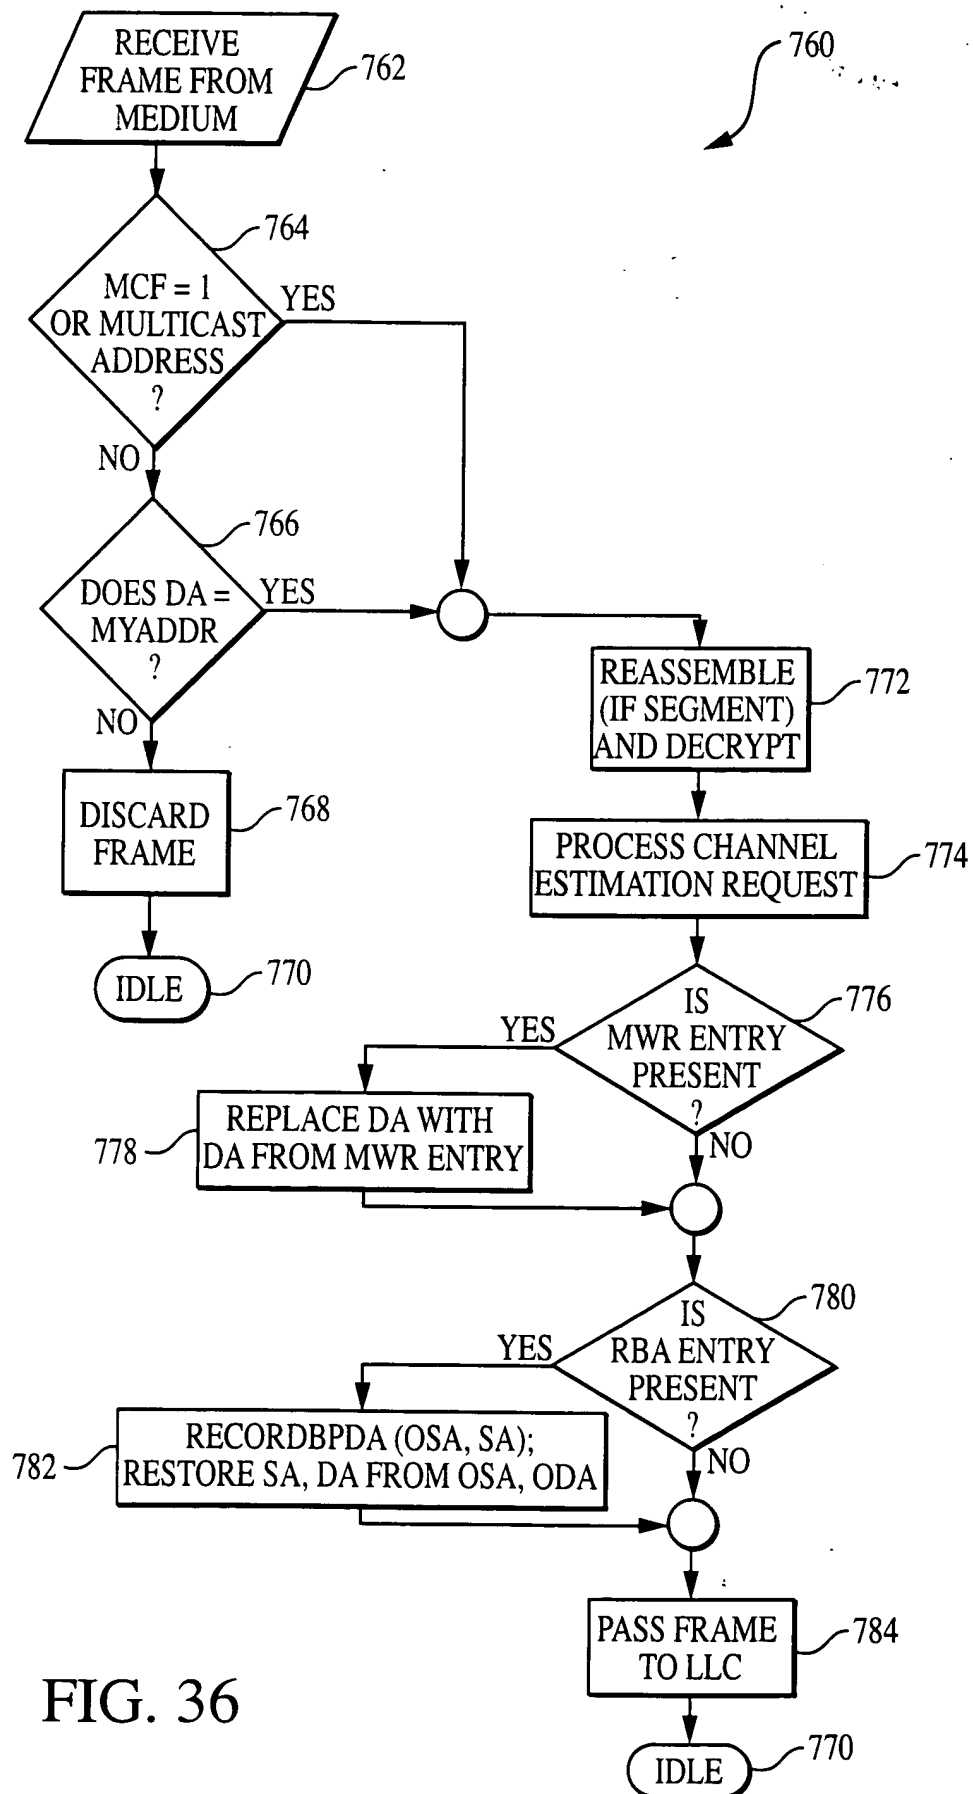 RECEIVE
FRAME FROM
MEDIUM
762
760
764
MCF = 1
OR MULTICAST
ADDRESS
?
YES
NO
766
DOES DA =
MYADDR
?
YES
NO
REASSEMBLE
(IF SEGMENT)
AND DECRYPT
772
DISCARD
FRAME
768
PROCESS CHANNEL
ESTIMATION REQUEST
774
IDLE
770
IS
MWR ENTRY
PRESENT
?
776
YES
NO
REPLACE DA WITH
DA FROM MWR ENTRY
778
IS
RBA ENTRY
PRESENT
?
780
YES
NO
RECORDBPDA (OSA, SA);
RESTORE SA, DA FROM OSA, ODA
782
PASS FRAME
TO LLC
784
FIG. 36
IDLE
770